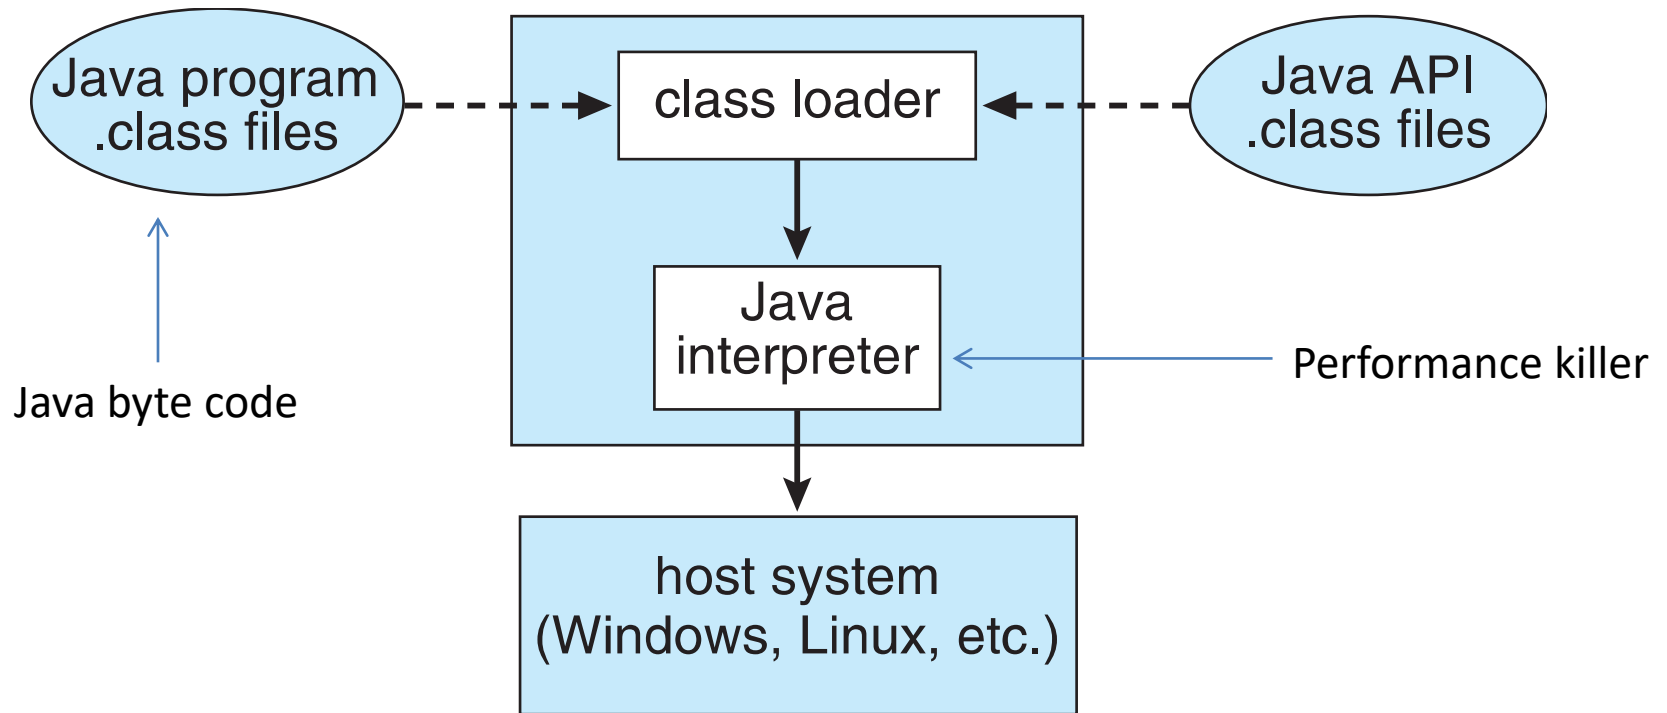 Java program
.class files
class loader
Java API
.class files
Java
interpreter
Performance killer
Java byte code
host system
(Windows, Linux, etc.)